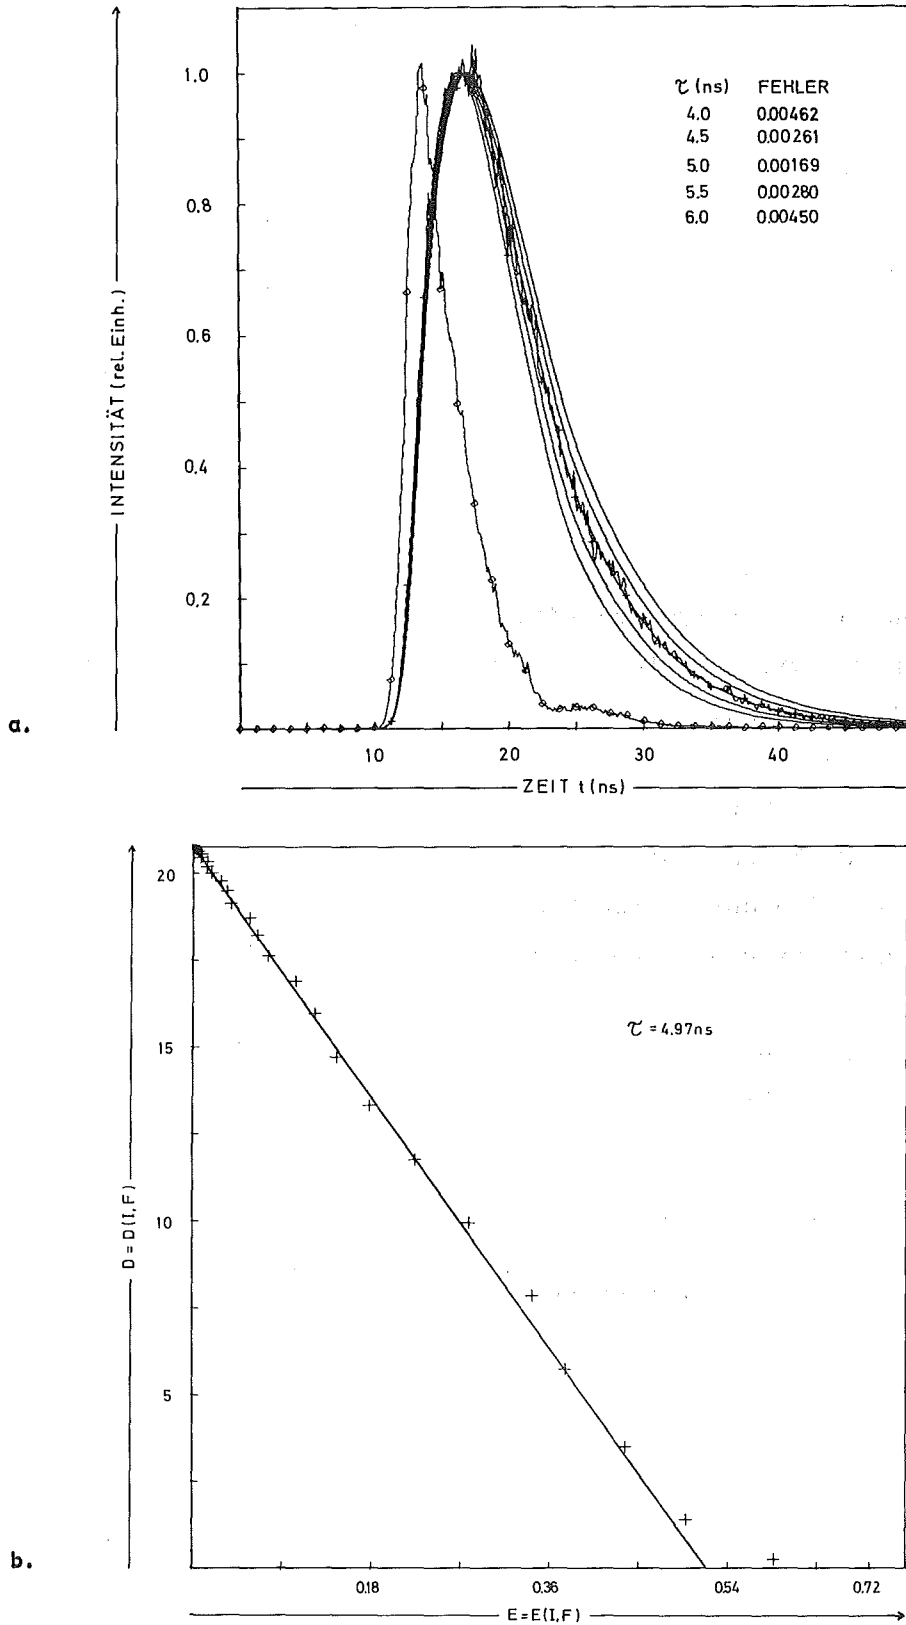 1.0
0.8
0.6
0.4
0.2
INTENSITÄT (rel. Einh.)
τ (ns) FEHLER
4.0 0.00462
4.5 0.00261
5.0 0.00169
5.5 0.00280
6.0 0.00450
a.
10 20 30 40
ZEIT t (ns)
20
15
10
5
D = D(I,F)
τ = 4.97ns
b.
0.18 0.36 0.54 0.72
E = E(I,F)